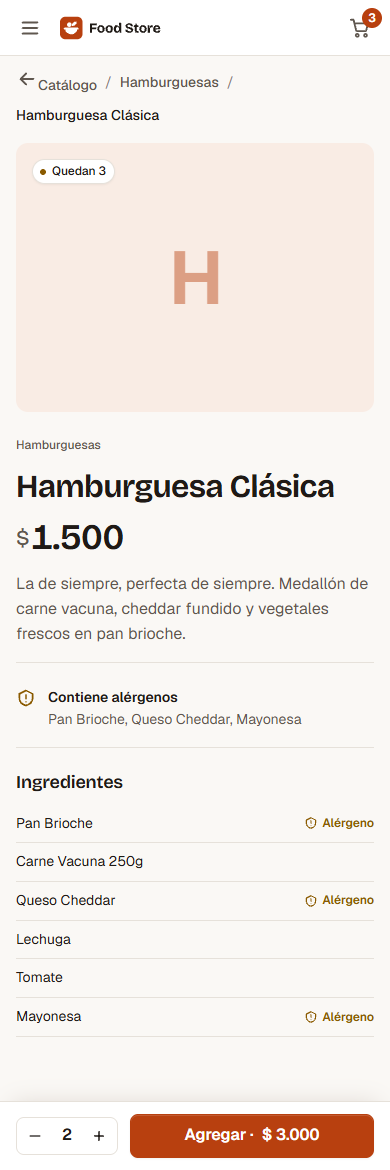 Food Store
3
Catálogo / Hamburguesas /
Hamburguesa Clásica
Quedan 3
H
Hamburguesas
Hamburguesa Clásica
$1.500
La de siempre, perfecta de siempre. Medallón de
carne vacuna, cheddar fundido y vegetales
frescos en pan brioche.
Contiene alérgenos
Pan Brioche, Queso Cheddar, Mayonesa
Ingredientes
Pan Brioche Alérgeno
Carne Vacuna 250g
Queso Cheddar Alérgeno
Lechuga
Tomate
Mayonesa Alérgeno
− 2 + Agregar · $ 3.000